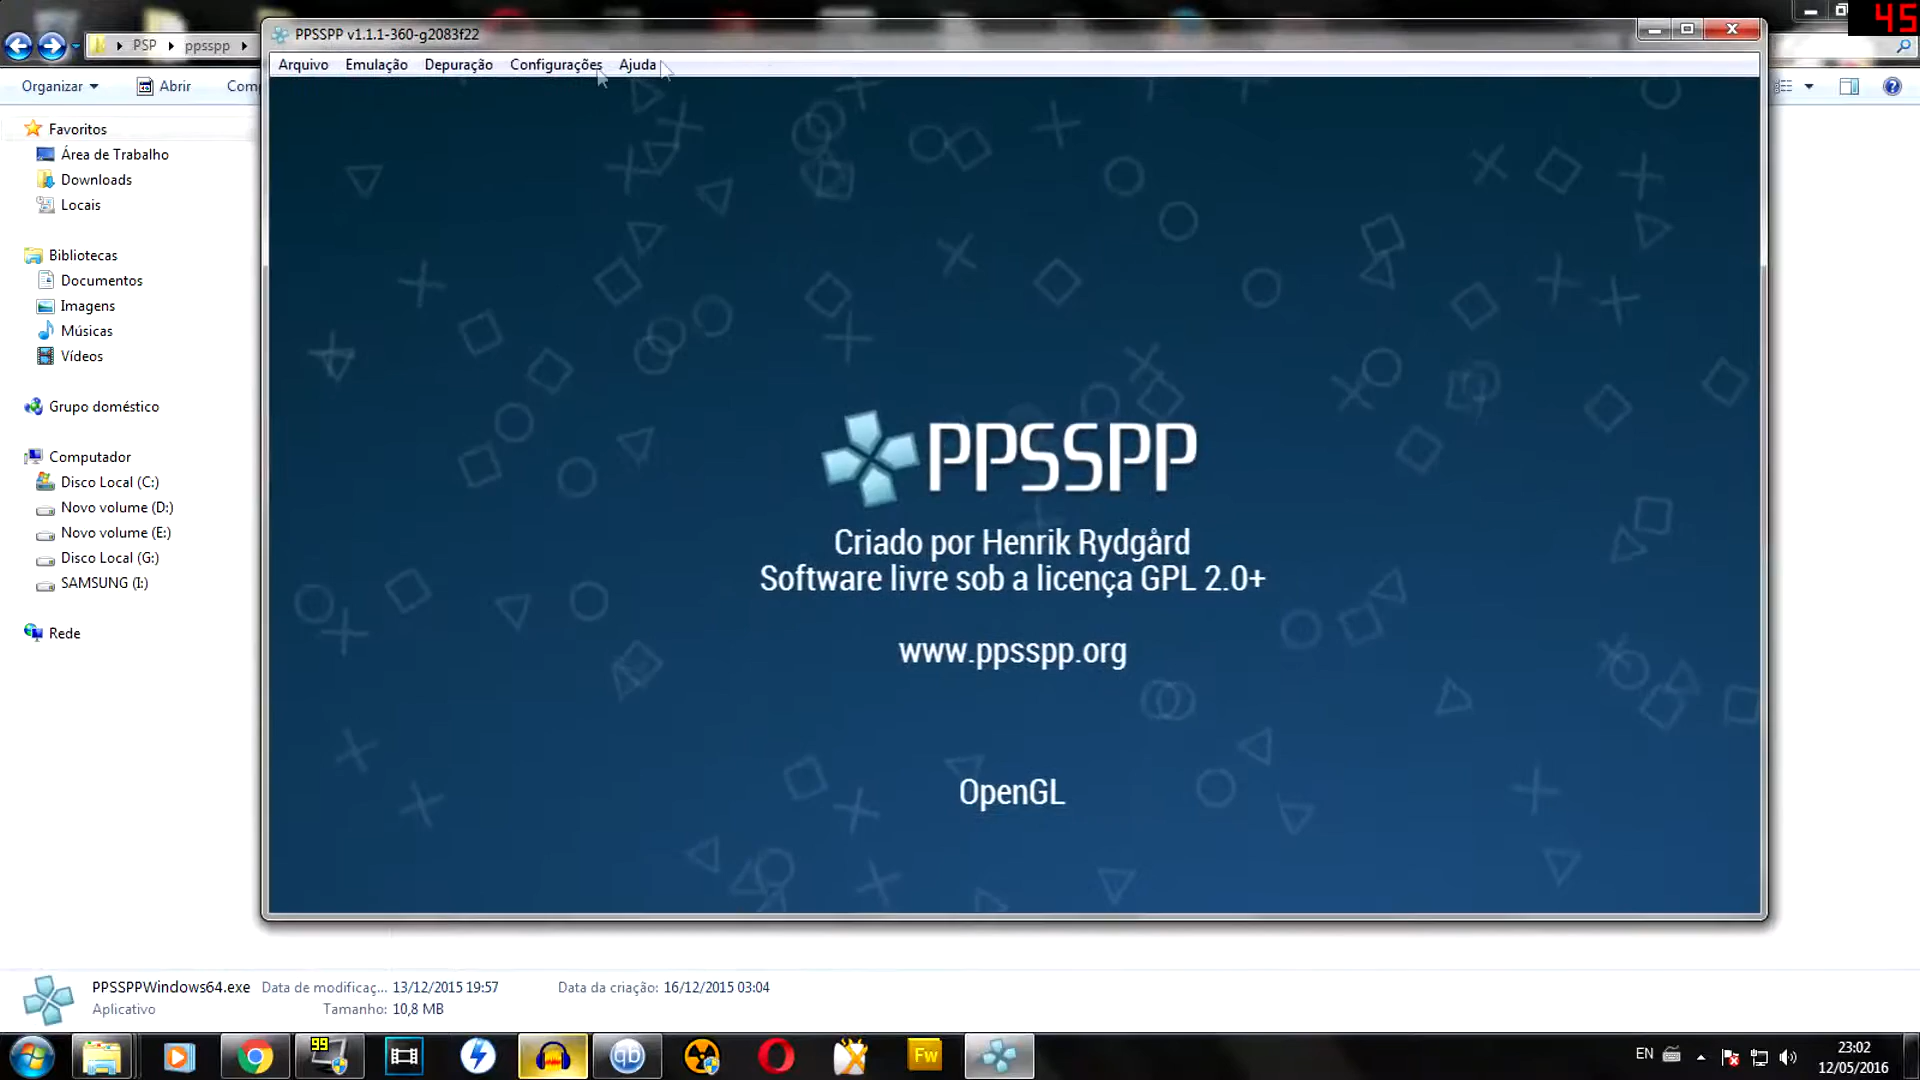 PPSSPP v1.1.1-360-g2083f22
45
PSP
ppsspp
Arquivo Emulação Depuração Configurações Ajuda
Organizar
Abrir
Favoritos
Área de Trabalho
Downloads
Locais
Bibliotecas
Documentos
Imagens
Músicas
Vídeos
Grupo doméstico
Computador
Disco Local (C:)
Novo volume (D:)
Novo volume (E:)
Disco Local (G:)
SAMSUNG (I:)
Rede
PPSSPP
Criado por Henrik Rydgård
Software livre sob a licença GPL 2.0+
www.ppsspp.org
OpenGL
PPSSPPWindows64.exe Data de modificaç... 13/12/2015 19:57 Data da criação: 16/12/2015 03:04
Aplicativo Tamanho: 10,8 MB
99
qb
Fw
EN
23:02
12/05/2016